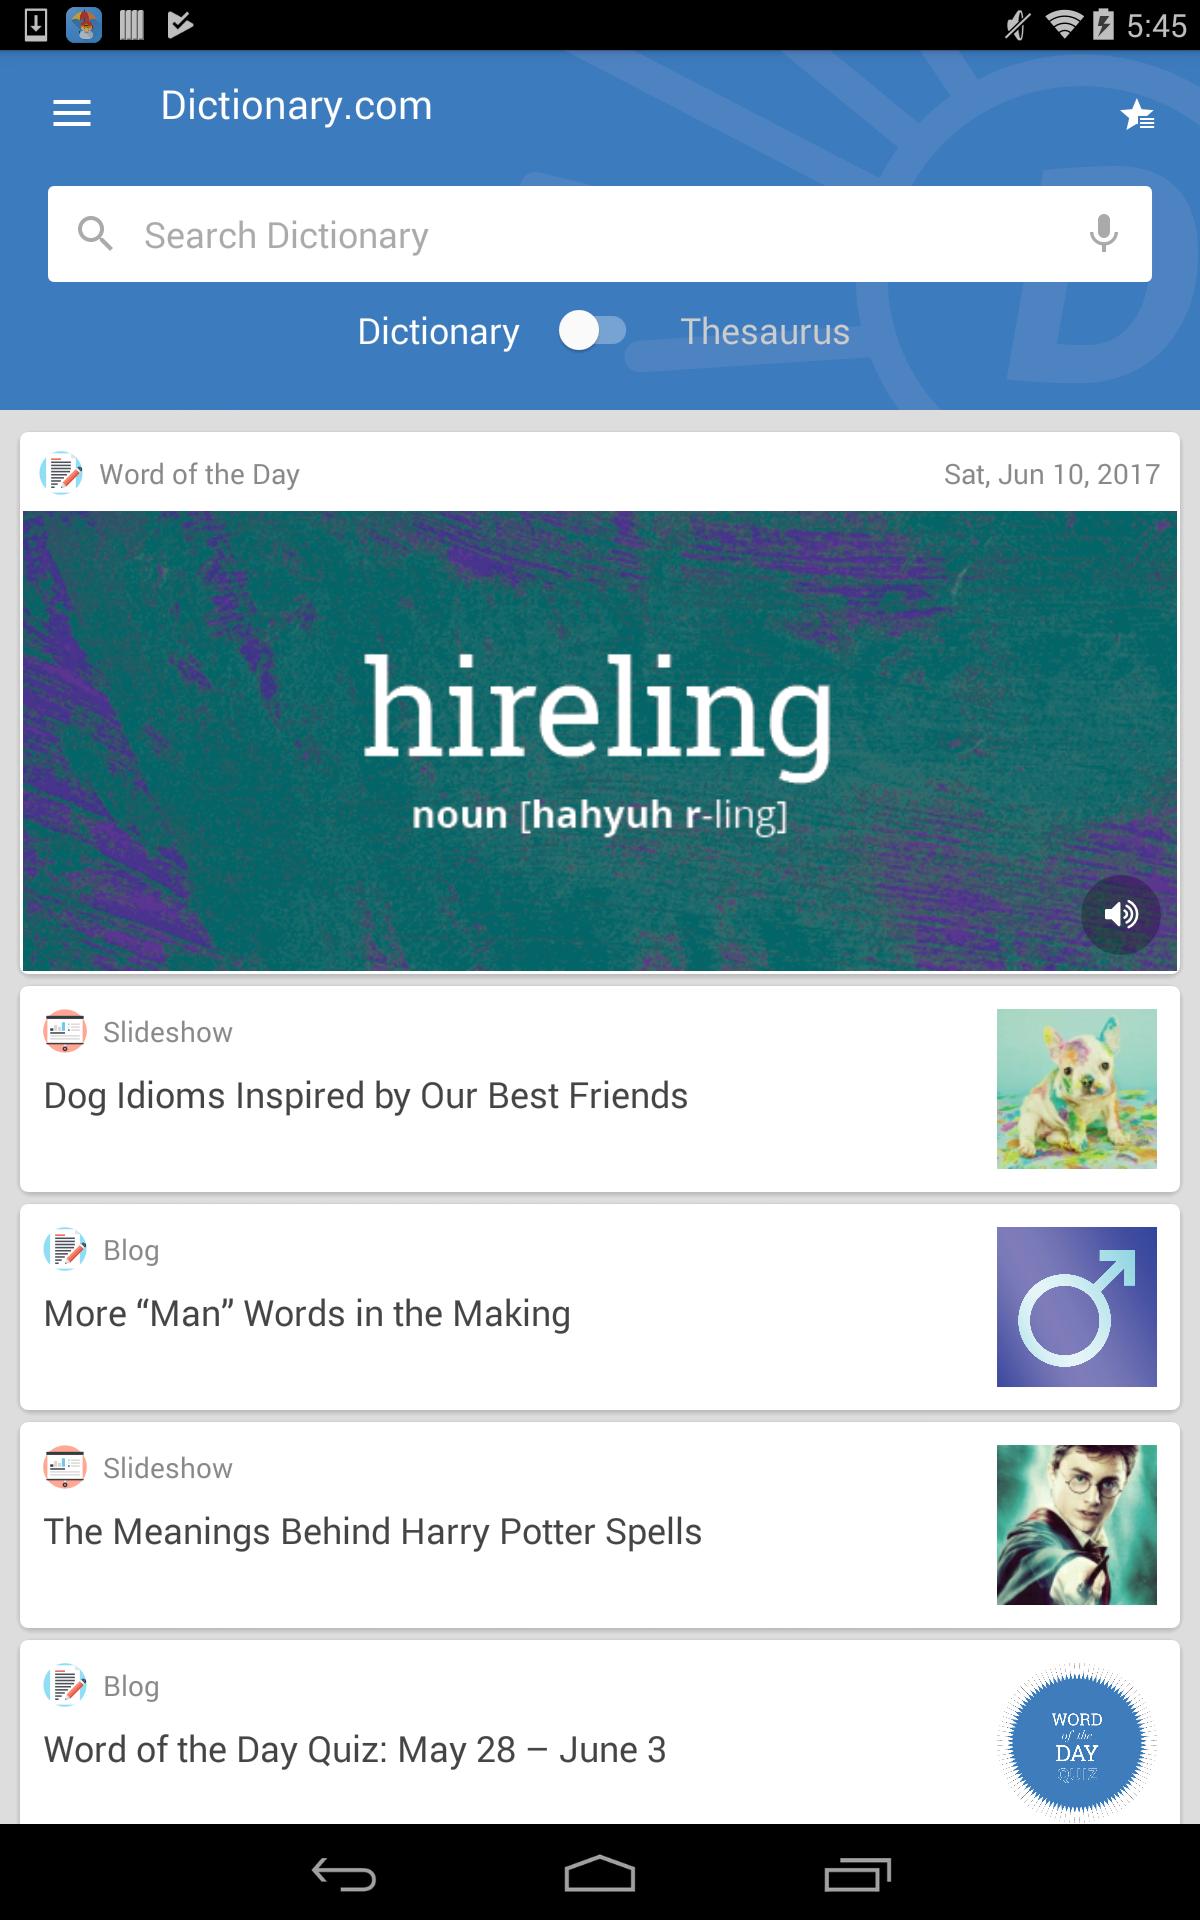 5:45
Dictionary.com
Search Dictionary
Dictionary
Thesaurus
Word of the Day
Sat, Jun 10, 2017
hireling
noun [hahyuh r-ling]
Slideshow
Dog Idioms Inspired by Our Best Friends
Blog
More “Man” Words in the Making
Slideshow
The Meanings Behind Harry Potter Spells
Blog
Word of the Day Quiz: May 28 – June 3
WORD
of the
DAY
QUIZ